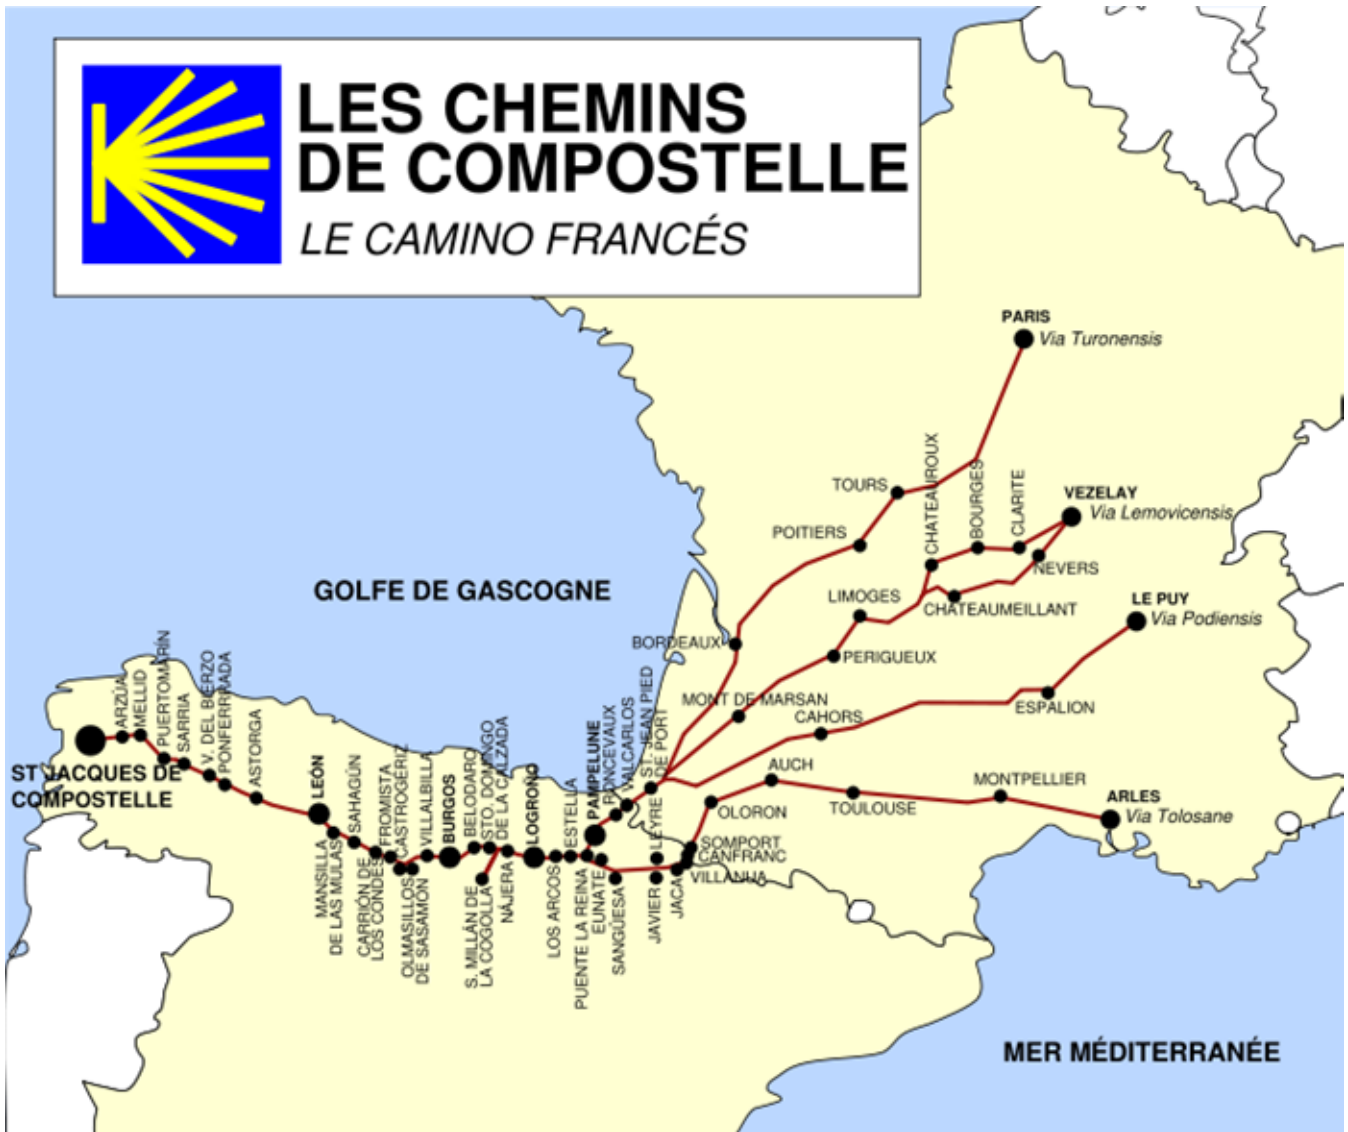 LES CHEMINS
DE COMPOSTELLE
LE CAMINO FRANCÉS
PARIS
Via Turonensis
TOURS
CHATEAUROUX
BOURGES
CLARITE
VEZELAY
Via Lemovicensis
POITIERS
NEVERS
CHATEAUMEILLANT
GOLFE DE GASCOGNE
LIMOGES
LE PUY
Via Podiensis
BORDEAUX
PERIGUEUX
MONT DE MARSAN
CAHORS
ESPALION
AUCH
MONTPELLIER
TOULOUSE
ARLES
Via Tolosane
OLORON
SOMPORT
CANFRANC
VILLANUA
ST JACQUES DE
COMPOSTELLE
ARZÚA
MELLID
PUERTOMARÍN
SARRIA
V. DEL BIERZO
PONFERRRADA
ASTORGA
LEÓN
MANSILLA
DE LAS MULAS
SAHAGÚN
CARRIÓN DE
LOS CONDES
FROMISTA
CASTROGÉRIZ
OLMASILLOS
DE SASAMÓN
VILLALBILLA
BURGOS
BELODARO
S. MILLÁN DE
LA COGOLLA
STO. DOMINGO
DE LA CALZADA
NÁJERA
LOGROÑO
LOS ARCOS
ESTELLA
PUENTE LA REINA
EUNATE
PAMPELUNE
RONCEVAUX
VALCARLOS
ST. JEAN PIED
DE PORT
SANGÜESA
LEYRE
JAVIER
JACA
MER MÉDITERRANÉE